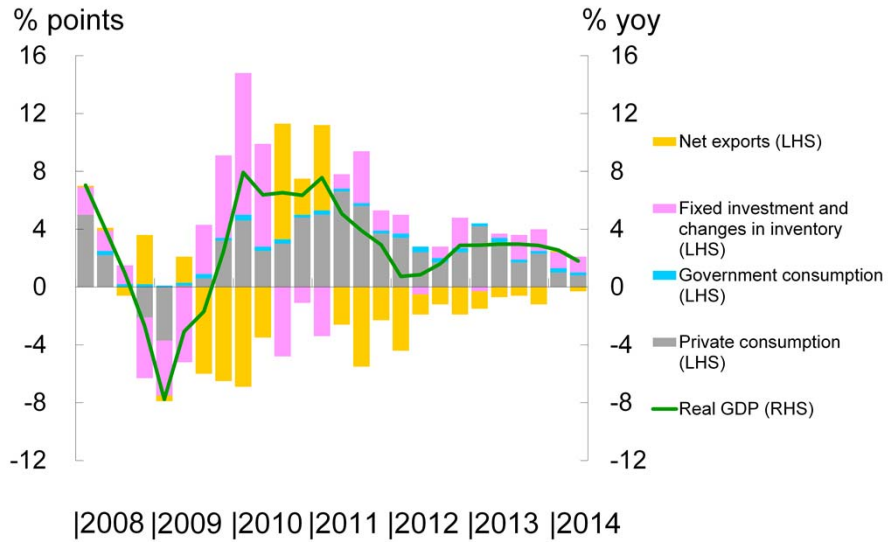 % points
% yoy
16
12
8
4
0
-4
-8
-12
16
12
8
4
0
-4
-8
-12
Net exports (LHS)
Fixed investment and
changes in inventory
(LHS)
Government consumption
(LHS)
Private consumption
(LHS)
Real GDP (RHS)
|2008 |2009 |2010 |2011 |2012 |2013 |2014